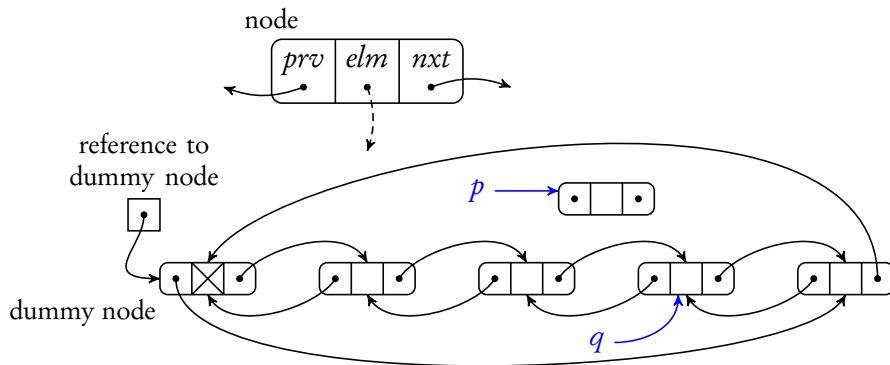 node
prv elm nxt
reference to
dummy node
p
dummy node
q